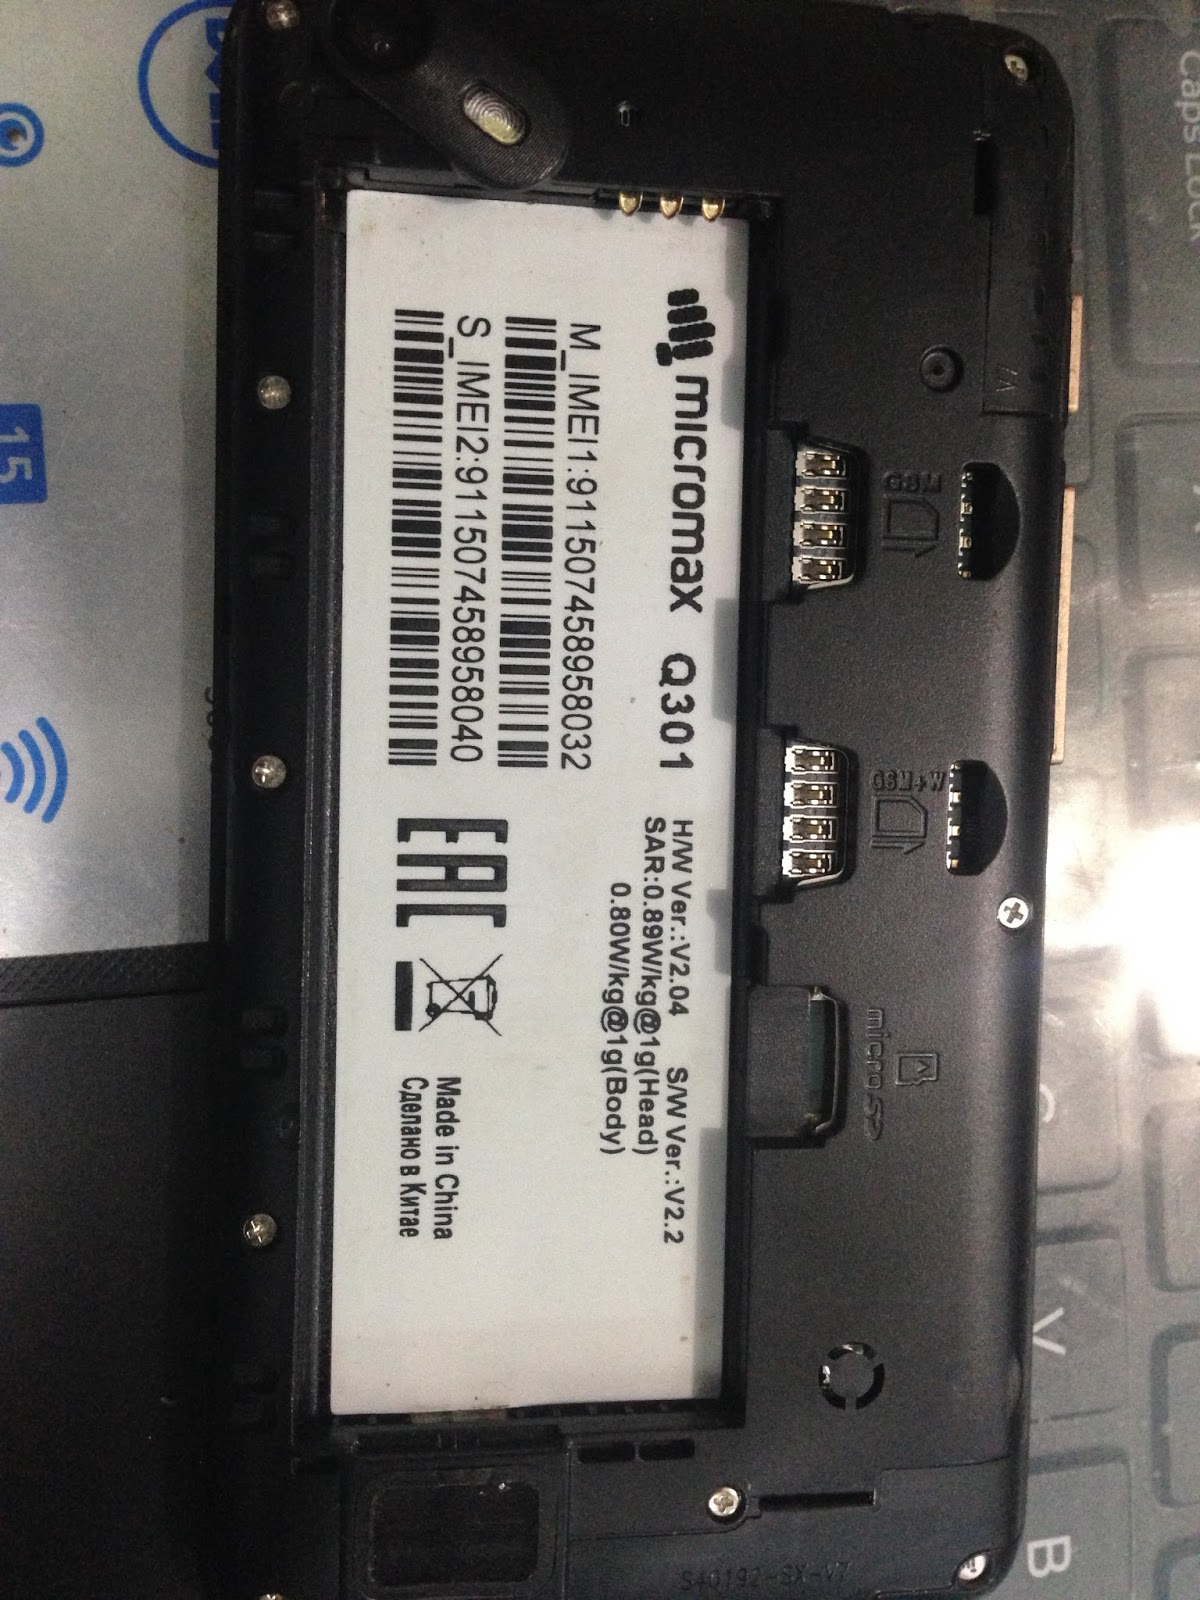 micromax Q301
H/W Ver.:V2.04 S/W Ver.:V2.2
SAR:0.89W/kg@1g(Head)
0.80W/kg@1g(Body)
M_IMEI1:911507458958032
S_IMEI2:911507458958040
EAC
Made in China
Сделано в Китае
GSM
GSM+W
micro SD
Caps Lock
C
V
B
15